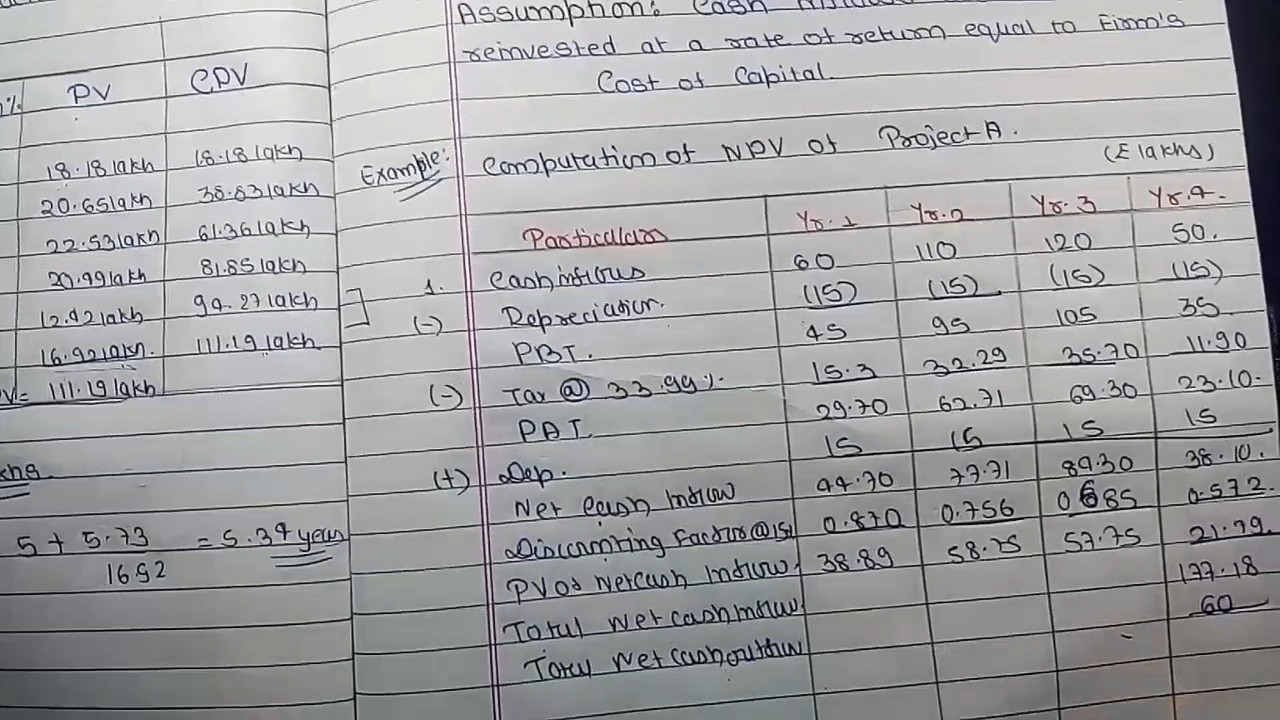 PV CPV
18.18 lakh 18.18 lakh
20.65 lakh 38.83 lakh
22.53 lakh 61.36 lakh
20.99 lakh 81.85 lakh
12.42 lakh 94.27 lakh
16.92 lakh. 111.19 lakh
V= 111.19 lakh
5 + 5.73 = 5.34 years
1692
Assumption: Cash
reinvested at a rate of return equal to Firm's
Cost of Capital
Example: Computation of NPV of Project A.
(£ lakhs)
Particulars Yr.1 Yr.2 Yr.3 Yr.4.
1. Cash inflows 60 110 120 50.
(-) Depreciation. (15) (15) (15) (15)
PBT. 45 95 105 35
(-) Tax @ 33.99%. 15.3 32.29 35.70 11.90
PAT. 29.70 62.71 69.30 23.10.
(+) Dep. 15 15 15 15
Net Cash Inflow 44.70 77.71 84.30 38.10.
Discounting Factor @15% 0.870 0.756 0.685 0.572.
PV of Net cash Inflow. 38.89 58.75 57.75 21.79.
Total Net cash inflow 177.18
Total Net cash outflow 60